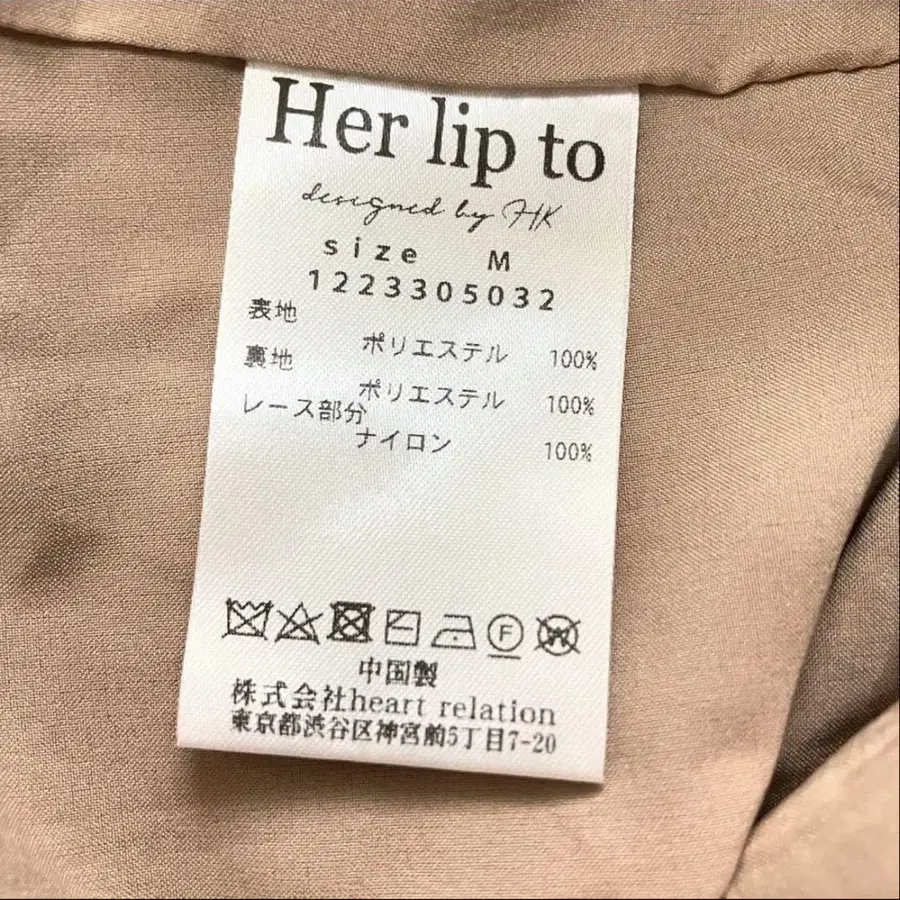 Her lip to
designed by HK
size M
1223305032
表地
ポリエステル 100%
裏地
ポリエステル 100%
レース部分
ナイロン 100%
F
W
中国製
株式会社heart relation
東京都渋谷区神宮前5丁目7-20